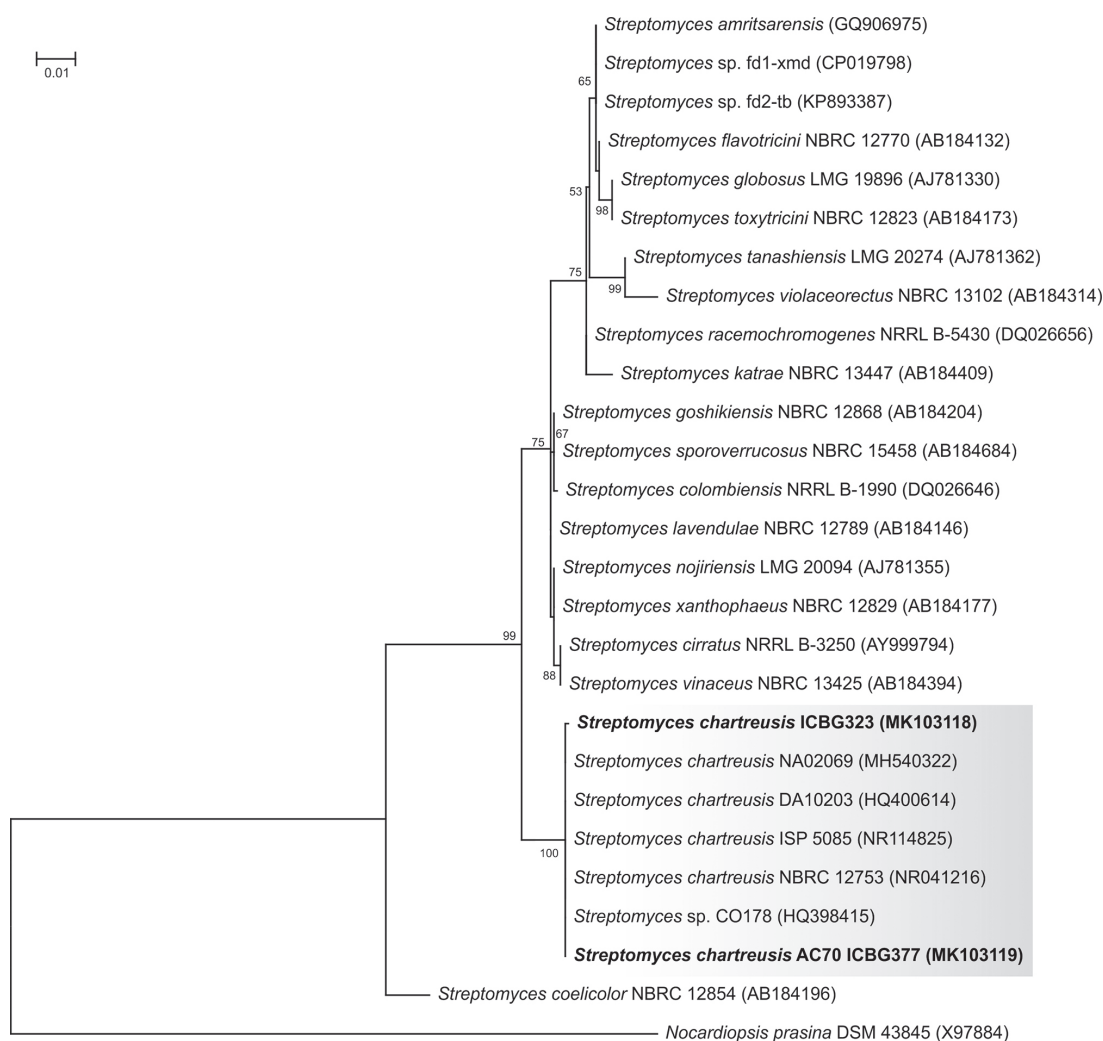 Streptomyces amritsarensis (GQ906975)
0.01
Streptomyces sp. fd1-xmd (CP019798)
65
Streptomyces sp. fd2-tb (KP893387)
Streptomyces flavotricini NBRC 12770 (AB184132)
Streptomyces globosus LMG 19896 (AJ781330)
53
98
Streptomyces toxytricini NBRC 12823 (AB184173)
Streptomyces tanashiensis LMG 20274 (AJ781362)
75
99
Streptomyces violaceorectus NBRC 13102 (AB184314)
Streptomyces racemochromogenes NRRL B-5430 (DQ026656)
Streptomyces katrae NBRC 13447 (AB184409)
Streptomyces goshikiensis NBRC 12868 (AB184204)
67
75
Streptomyces sporoverrucosus NBRC 15458 (AB184684)
Streptomyces colombiensis NRRL B-1990 (DQ026646)
Streptomyces lavendulae NBRC 12789 (AB184146)
Streptomyces nojiriensis LMG 20094 (AJ781355)
Streptomyces xanthophaeus NBRC 12829 (AB184177)
99
Streptomyces cirratus NRRL B-3250 (AY999794)
88
Streptomyces vinaceus NBRC 13425 (AB184394)
Streptomyces chartreusis ICBG323 (MK103118)
Streptomyces chartreusis NA02069 (MH540322)
Streptomyces chartreusis DA10203 (HQ400614)
Streptomyces chartreusis ISP 5085 (NR114825)
100
Streptomyces chartreusis NBRC 12753 (NR041216)
Streptomyces sp. CO178 (HQ398415)
Streptomyces chartreusis AC70 ICBG377 (MK103119)
Streptomyces coelicolor NBRC 12854 (AB184196)
Nocardiopsis prasina DSM 43845 (X97884)